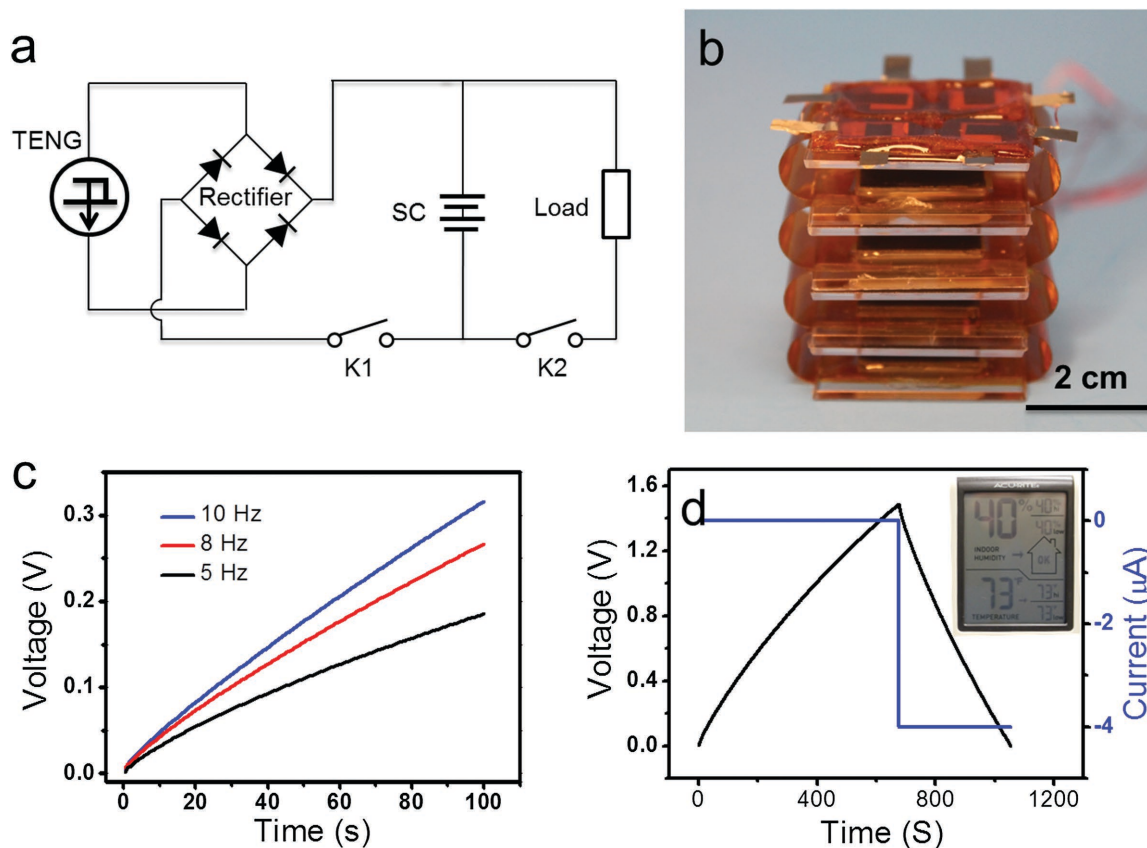 a
TENG
Rectifier
SC
Load
K1
K2
b
2 cm
c
Voltage (V)
0.3
0.2
0.1
0.0
10 Hz
8 Hz
5 Hz
0 20 40 60 80 100
Time (s)
d
Voltage (V)
1.6
1.2
0.8
0.4
0.0
ACURITE
40 %
INDOOR
HUMIDITY
OK
73 °F
TEMPERATURE
0
-2
-4
Current (μA)
0 400 800 1200
Time (S)